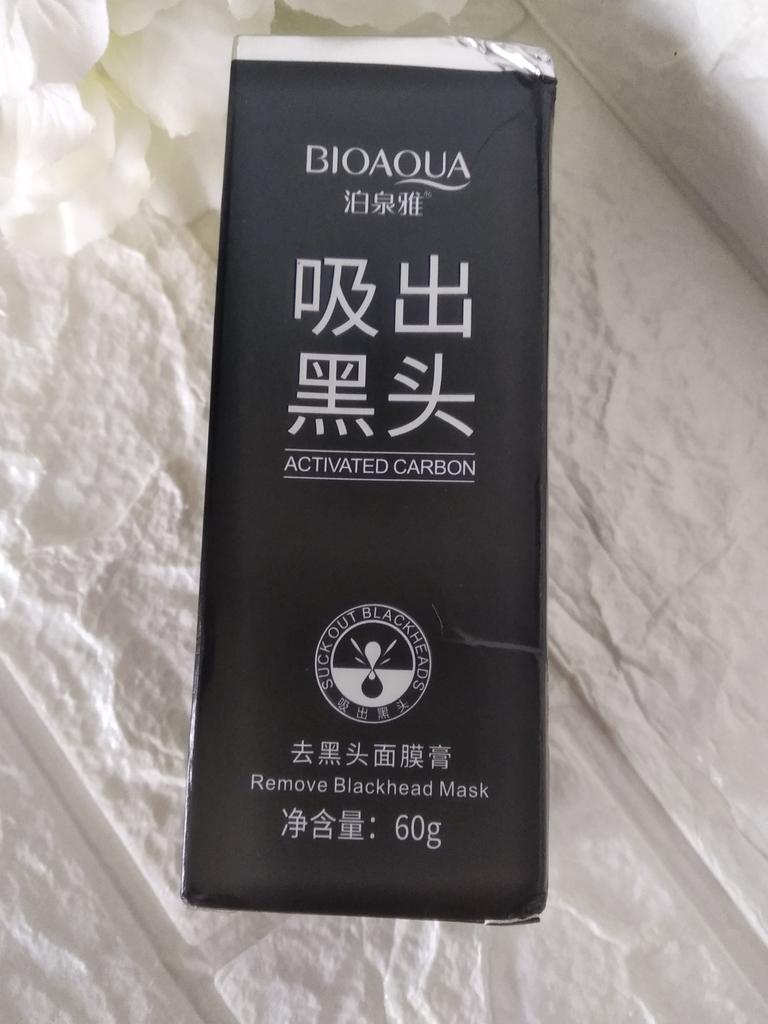 BIOAQUA
泊泉雅®
吸出
黑头
ACTIVATED CARBON
SUCK OUT BLACKHEADS
吸出黑头
去黑头面膜膏
Remove Blackhead Mask
净含量：60g